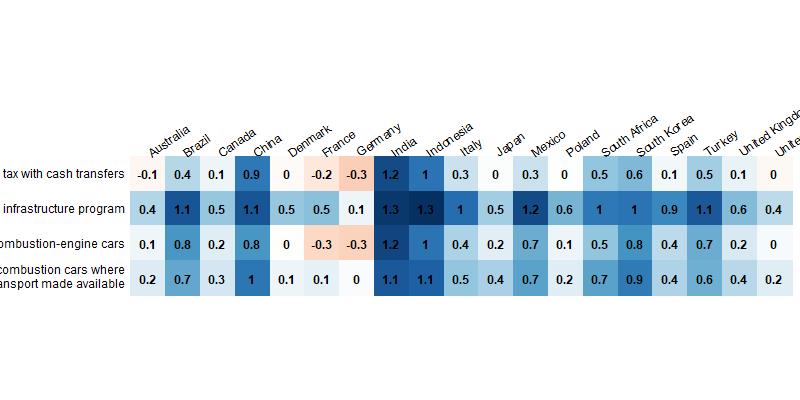 Australia Brazil Canada China Denmark France Germany India Indonesia Italy Japan Mexico Poland South Africa South Korea Spain Turkey United Kingdo Unite
tax with cash transfers -0.1 0.4 0.1 0.9 0 -0.2 -0.3 1.2 1 0.3 0 0.3 0 0.5 0.6 0.1 0.5 0.1 0
infrastructure program 0.4 1.1 0.5 1.1 0.5 0.5 0.1 1.3 1.3 1 0.5 1.2 0.6 1 1 0.9 1.1 0.6 0.4
ombustion-engine cars 0.1 0.8 0.2 0.8 0 -0.3 -0.3 1.2 1 0.4 0.2 0.7 0.1 0.5 0.8 0.4 0.7 0.2 0
combustion cars where
nsport made available 0.2 0.7 0.3 1 0.1 0.1 0 1.1 1.1 0.5 0.4 0.7 0.2 0.7 0.9 0.4 0.6 0.4 0.2